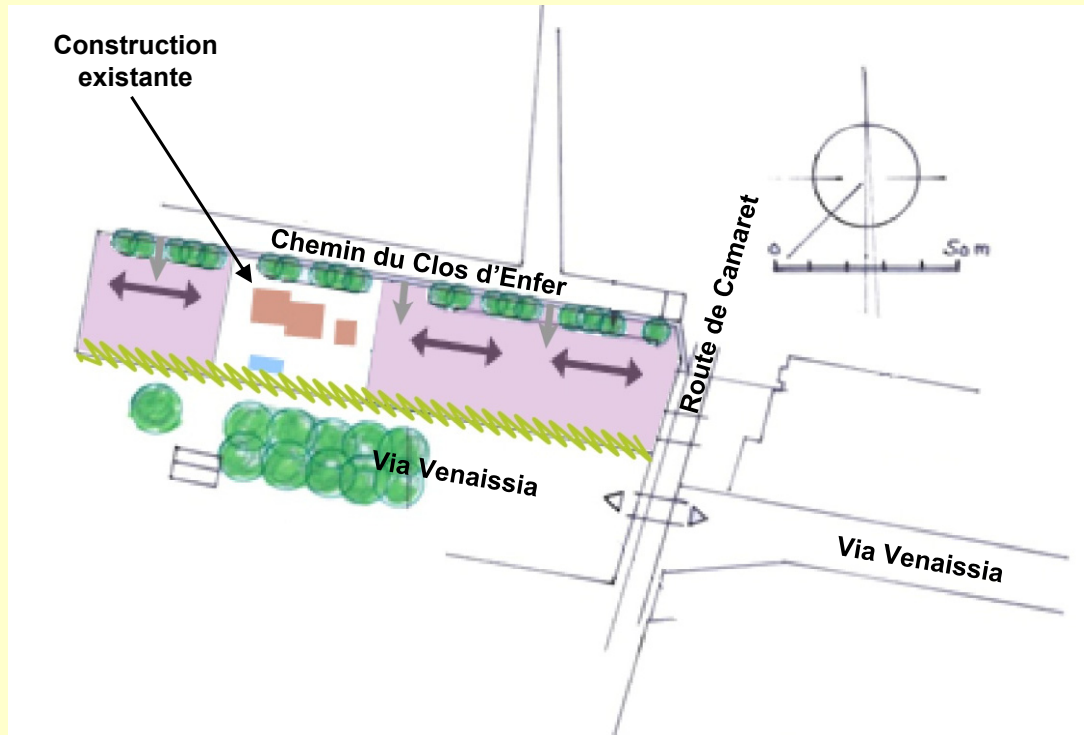 Construction
existante
Chemin du Clos d'Enfer
Route de Camaret
0
50 m
Via Venaissia
Via Venaissia